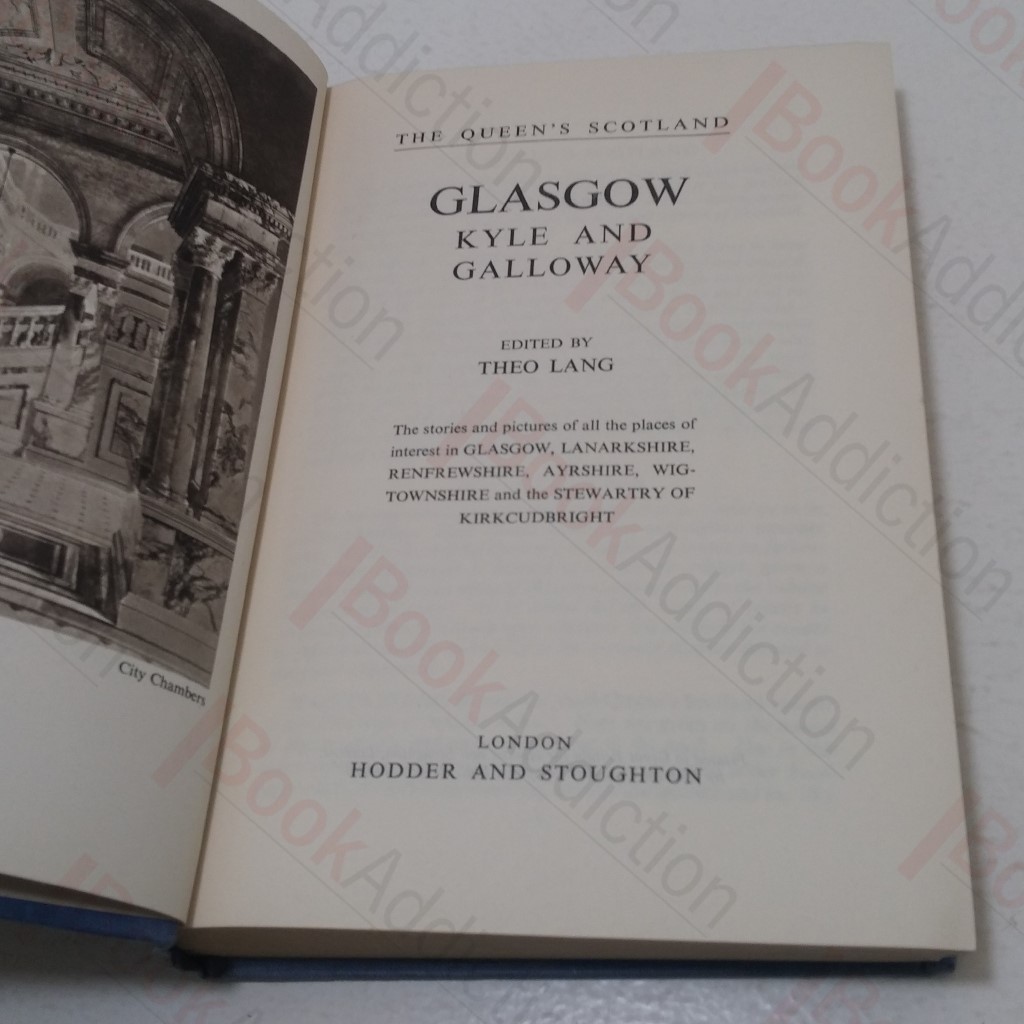 THE QUEEN'S SCOTLAND
GLASGOW
KYLE AND
GALLOWAY
EDITED BY
THEO LANG
The stories and pictures of all the places of
interest in GLASGOW, LANARKSHIRE,
RENFREWSHIRE, AYRSHIRE, WIG-
TOWNSHIRE and the STEWARTRY OF
KIRKCUDBRIGHT
LONDON
HODDER AND STOUGHTON
City Chambers
BookAddiction